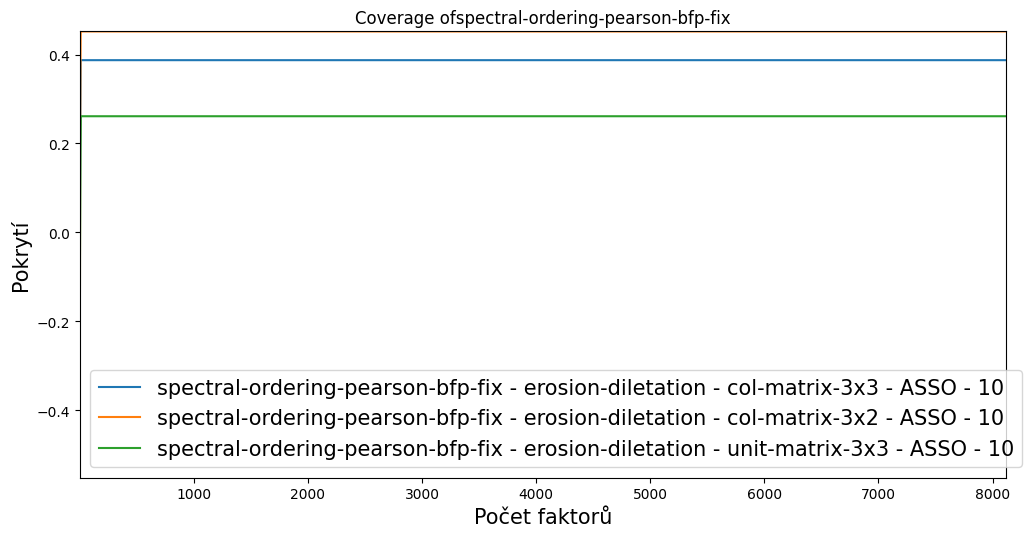 Coverage ofspectral-ordering-pearson-bfp-fix
0.4
0.2
0.0
−0.2
−0.4
Pokrytí
spectral-ordering-pearson-bfp-fix - erosion-diletation - col-matrix-3x3 - ASSO - 10
spectral-ordering-pearson-bfp-fix - erosion-diletation - col-matrix-3x2 - ASSO - 10
spectral-ordering-pearson-bfp-fix - erosion-diletation - unit-matrix-3x3 - ASSO - 10
1000 2000 3000 4000 5000 6000 7000 8000
Počet faktorů